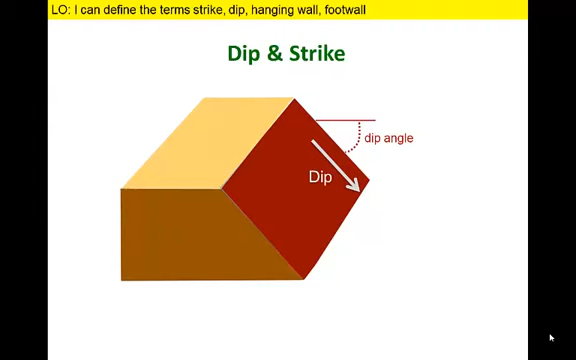 LO: I can define the terms strike, dip, hanging wall, footwall
Dip & Strike
dip angle
Dip